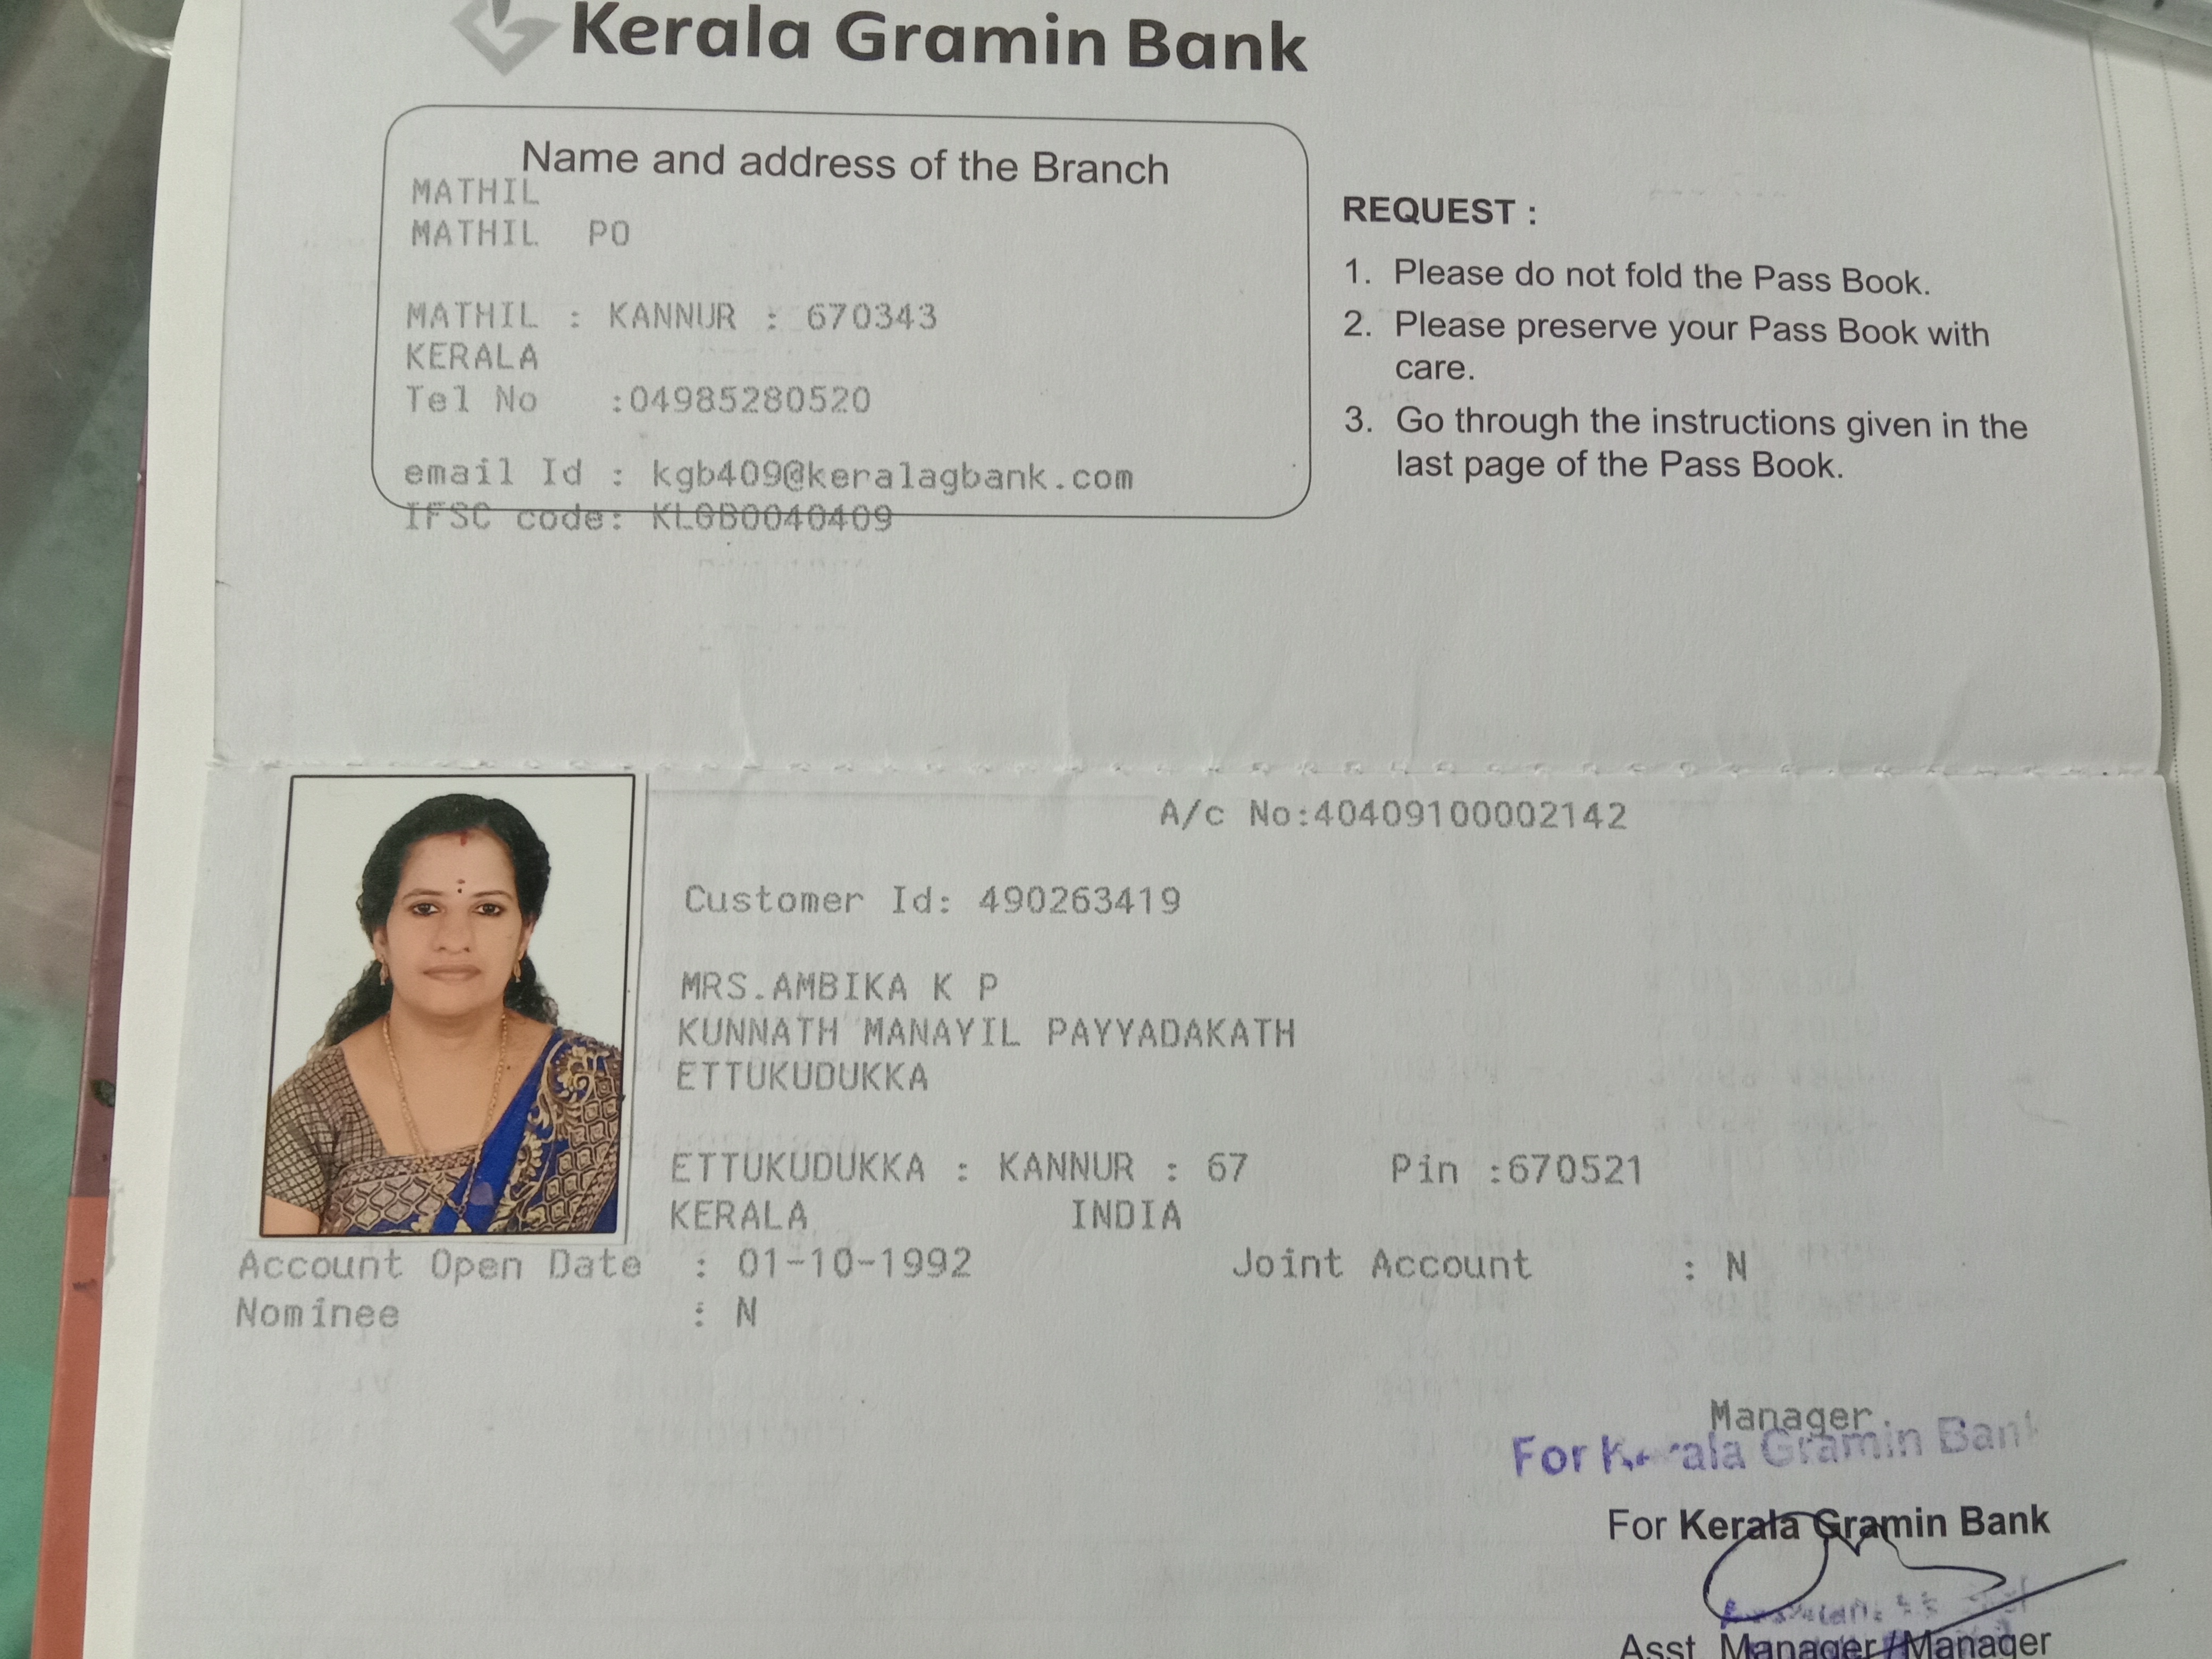 Kerala Gramin Bank
Name and address of the Branch
MATHIL
MATHIL PO
MATHIL : KANNUR : 670343
KERALA
Tel No :04985280520
email Id : kgb409@keralagbank.com
IFSC code: KLGB0040409
REQUEST :
1. Please do not fold the Pass Book.
2. Please preserve your Pass Book with
care.
3. Go through the instructions given in the
last page of the Pass Book.
A/c No:40409100002142
Customer Id: 490263419
MRS.AMBIKA K P
KUNNATH MANAYIL PAYYADAKATH
ETTUKUDUKKA
ETTUKUDUKKA : KANNUR : 67 Pin :670521
KERALA INDIA
Account Open Date : 01-10-1992 Joint Account : N
Nominee : N
Manager
For Kerala Gramin Bank
For Kerala Gramin Bank
Asst. Manager/Manager